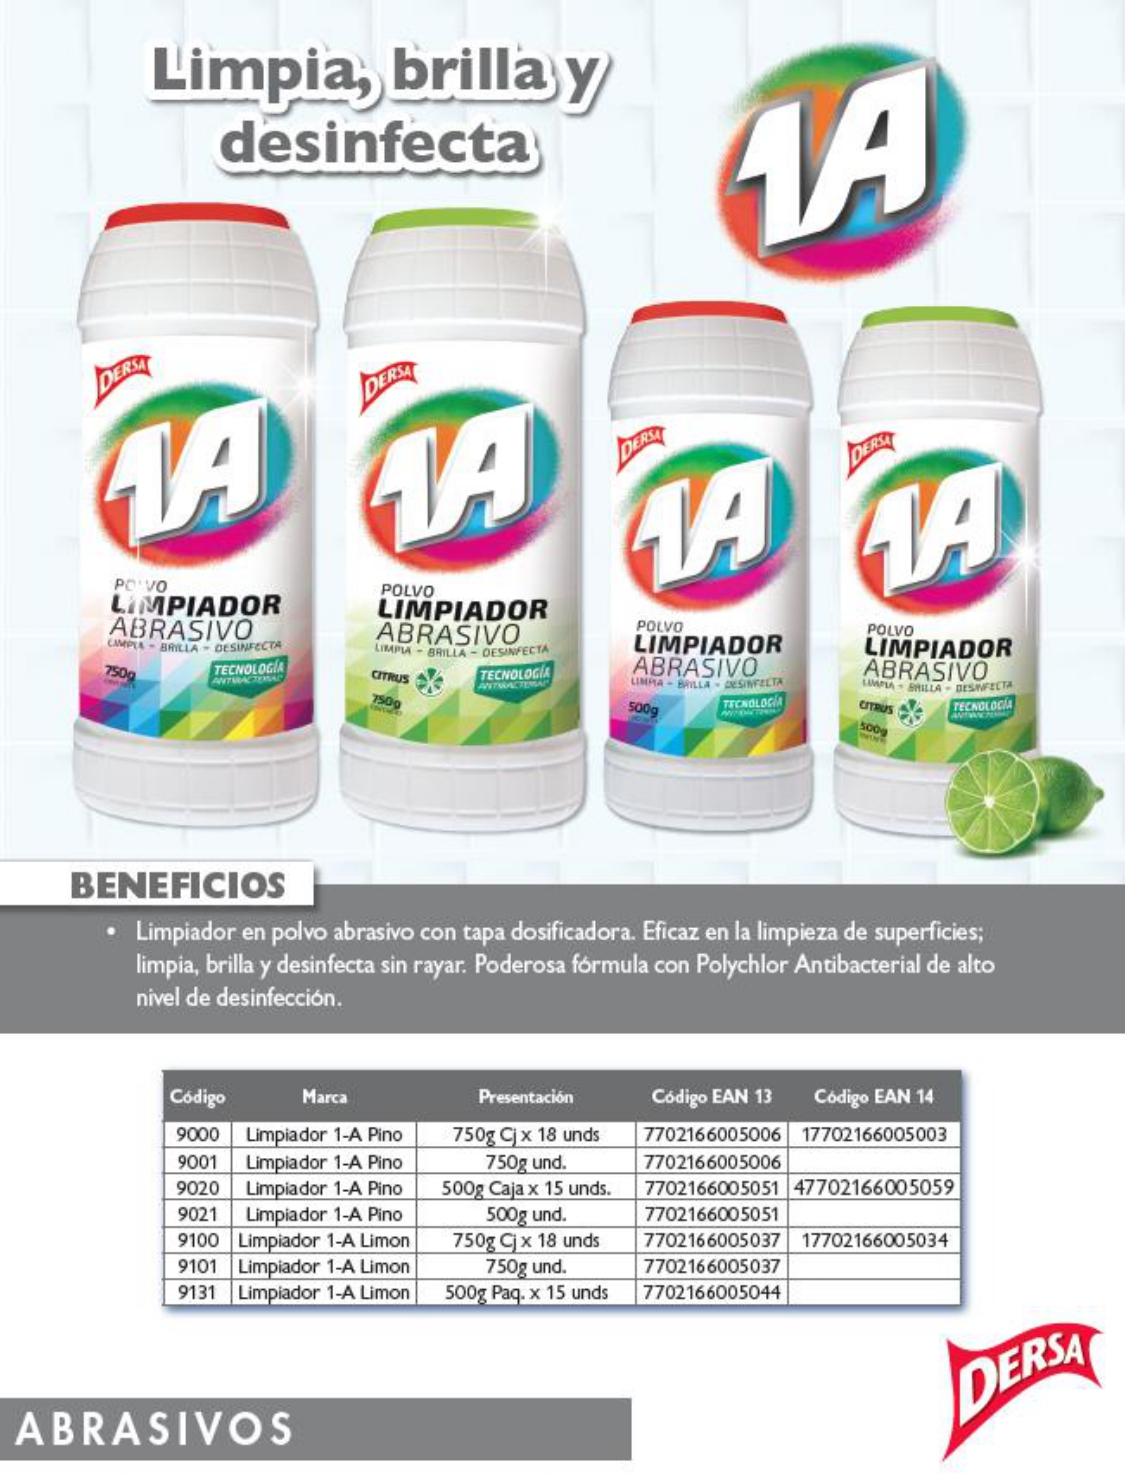 Limpia, brilla y
desinfecta
1A
DERSA
1A
POLVO
LIMPIADOR
ABRASIVO
LIMPIA - BRILLA - DESINFECTA
750g
TECNOLOGÍA
ANTIBACTERIAL
DERSA
1A
POLVO
LIMPIADOR
ABRASIVO
LIMPIA - BRILLA - DESINFECTA
CITRUS
TECNOLOGÍA
ANTIBACTERIAL
750g
DERSA
1A
POLVO
LIMPIADOR
ABRASIVO
LIMPIA - BRILLA - DESINFECTA
500g
TECNOLOGÍA
ANTIBACTERIAL
DERSA
1A
POLVO
LIMPIADOR
ABRASIVO
LIMPIA - BRILLA - DESINFECTA
CITRUS
TECNOLOGÍA
ANTIBACTERIAL
500g
BENEFICIOS
• Limpiador en polvo abrasivo con tapa dosificadora. Eficaz en la limpieza de superficies;
limpia, brilla y desinfecta sin rayar. Poderosa fórmula con Polychlor Antibacterial de alto
nivel de desinfección.
Código Marca Presentación Código EAN 13 Código EAN 14
9000 Limpiador 1-A Pino 750g Cj x 18 unds 7702166005006 17702166005003
9001 Limpiador 1-A Pino 750g und. 7702166005006
9020 Limpiador 1-A Pino 500g Caja x 15 unds. 7702166005051 47702166005059
9021 Limpiador 1-A Pino 500g und. 7702166005051
9100 Limpiador 1-A Limon 750g Cj x 18 unds 7702166005037 17702166005034
9101 Limpiador 1-A Limon 750g und. 7702166005037
9131 Limpiador 1-A Limon 500g Paq. x 15 unds 7702166005044
DERSA
ABRASIVOS